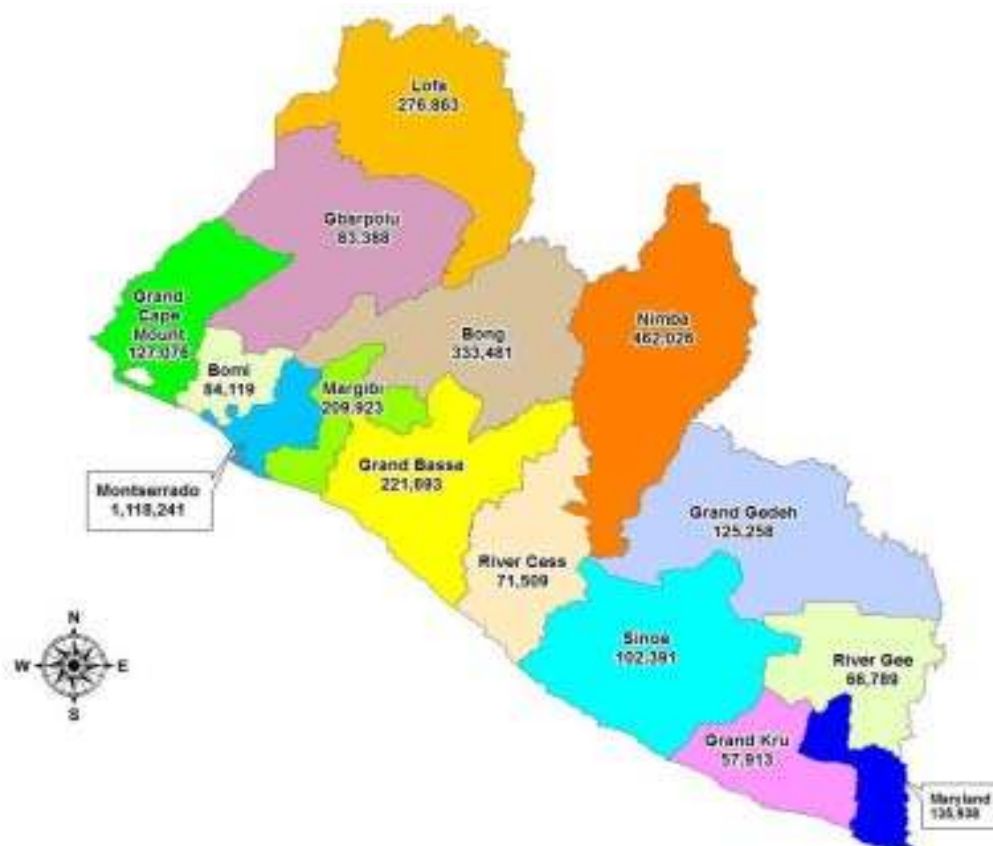 Lofa
276,863
Gbarpolu
83,388
Grand
Cape
Mount
127,076
Bomi
84,119
Bong
333,481
Nimba
462,026
Margibi
209,923
Montserrado
1,118,241
Grand Bassa
221,693
Grand Gedeh
125,258
River Cess
71,509
Sinoe
102,391
River Gee
66,789
Grand Kru
57,913
Maryland
135,938
N
W
E
S